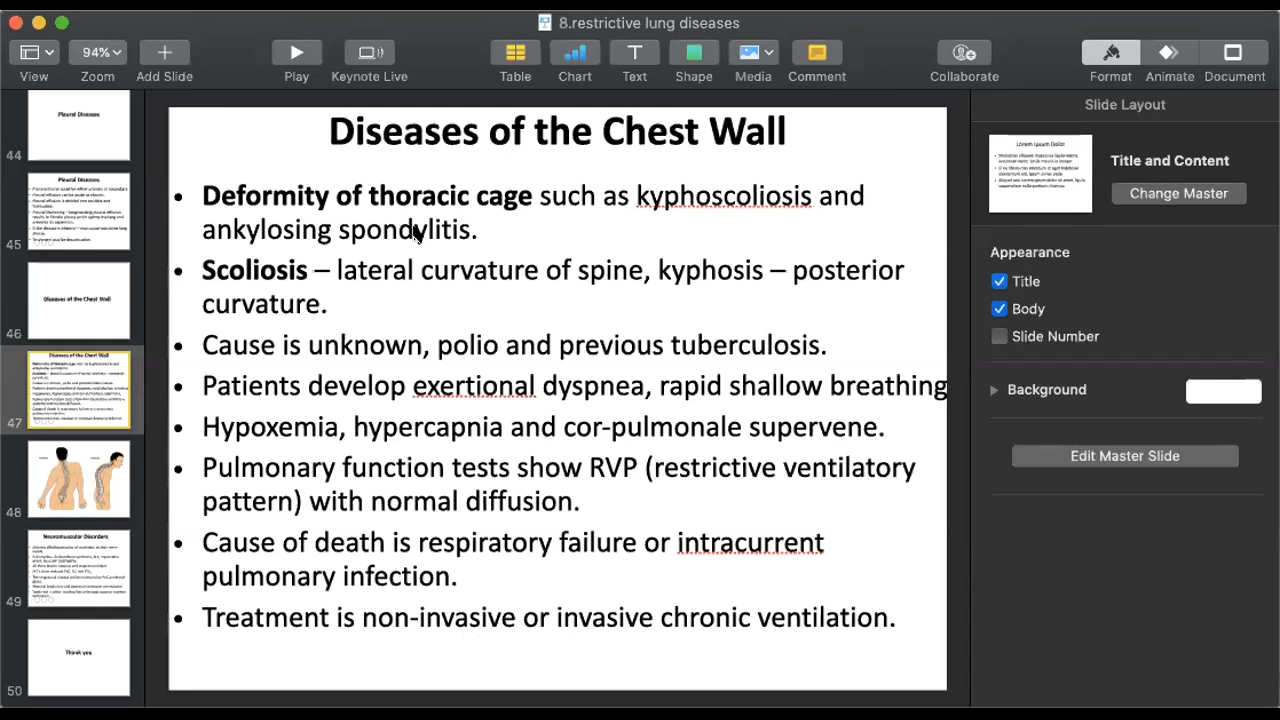 8.restrictive lung diseases
94%
View
Zoom
Add Slide
Play
Keynote Live
Table
Chart
Text
Shape
Media
Comment
Collaborate
Format
Animate
Document
Pleural Diseases
44
Pleural Diseases
45
Diseases of the Chest Wall
46
Diseases of the Chest Wall
47
48
Neuromuscular Disorders
49
Thank you
50
Diseases of the Chest Wall
• Deformity of thoracic cage such as kyphoscoliosis and
ankylosing spondylitis.
• Scoliosis – lateral curvature of spine, kyphosis – posterior
curvature.
• Cause is unknown, polio and previous tuberculosis.
• Patients develop exertional dyspnea, rapid shallow breathing
• Hypoxemia, hypercapnia and cor-pulmonale supervene.
• Pulmonary function tests show RVP (restrictive ventilatory
pattern) with normal diffusion.
• Cause of death is respiratory failure or intracurrent
pulmonary infection.
• Treatment is non-invasive or invasive chronic ventilation.
Slide Layout
Lorem Ipsum Dolor
Title and Content
Change Master
Appearance
Title
Body
Slide Number
Background
Edit Master Slide